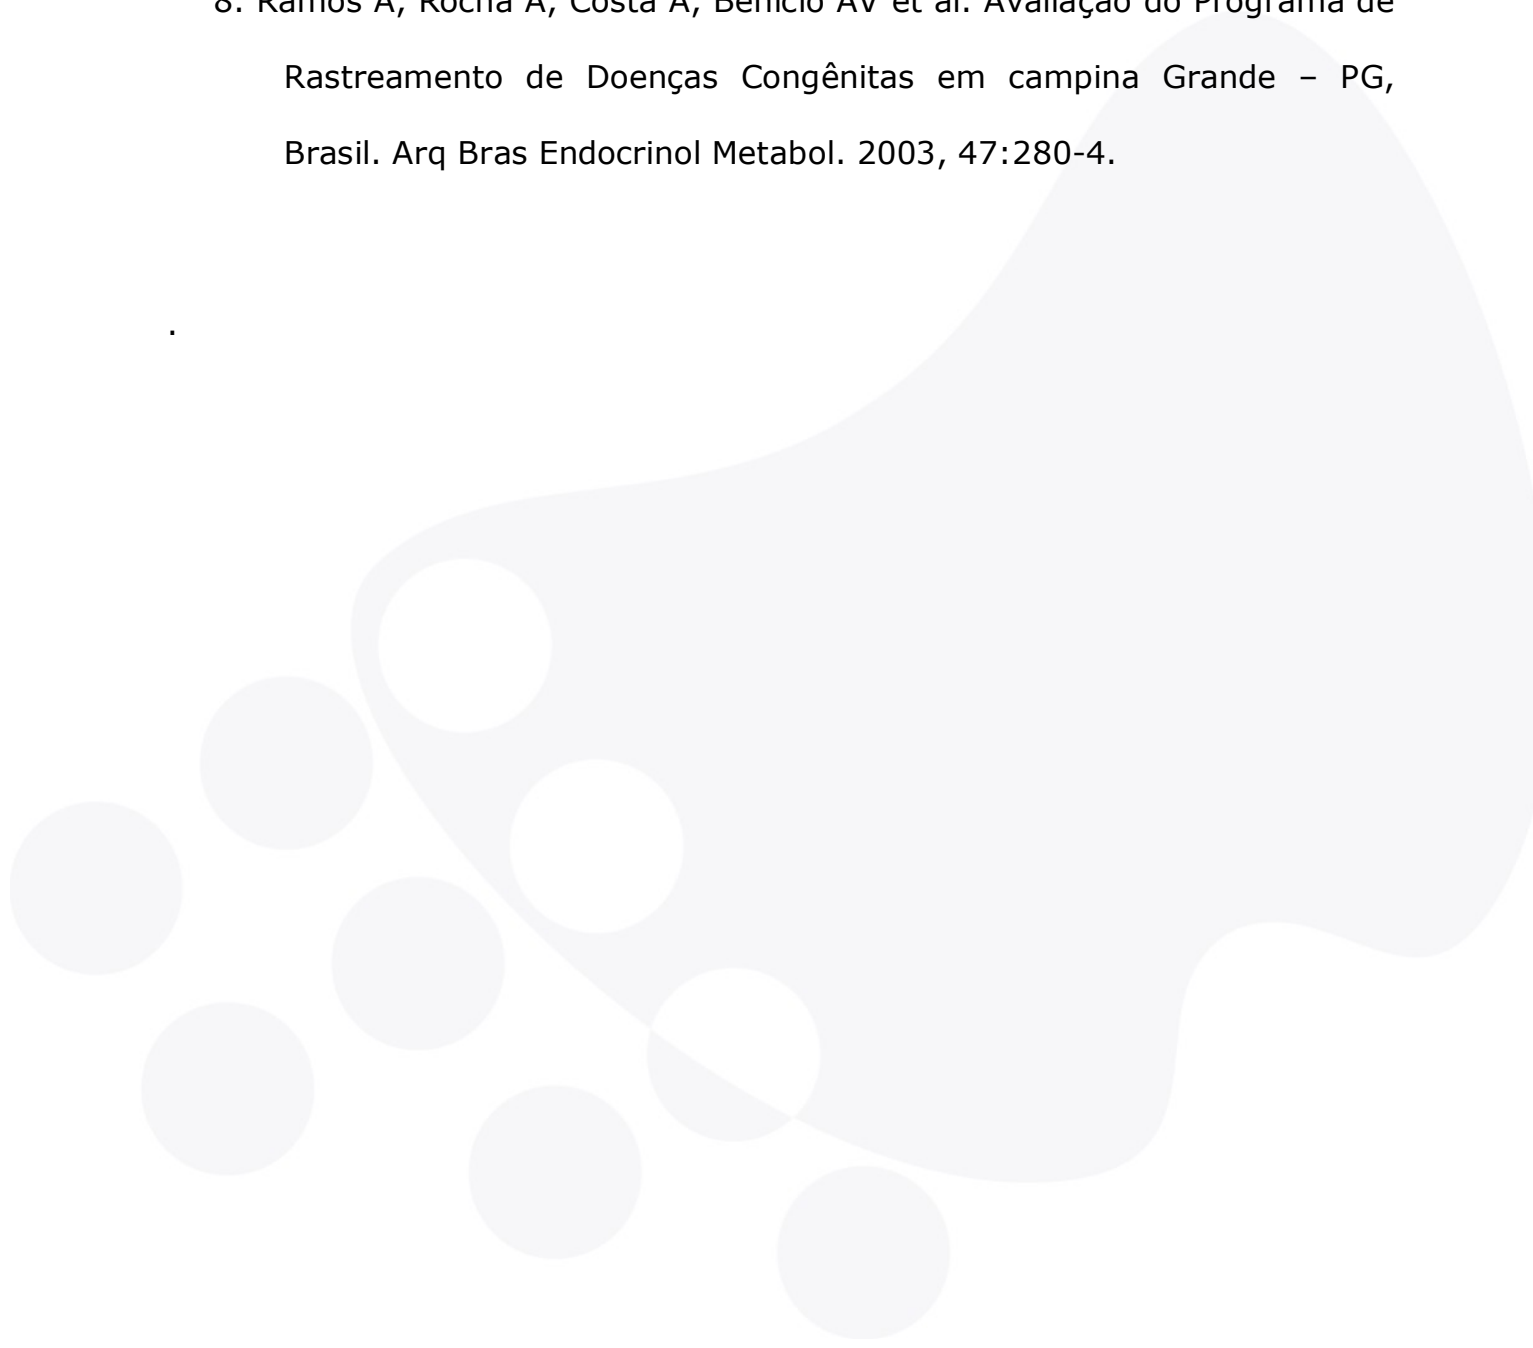 8. Ramos A, Rocha A, Costa A, Benício AV et al. Avaliação do Programa de
Rastreamento de Doenças Congênitas em campina Grande – PG,
Brasil. Arq Bras Endocrinol Metabol. 2003, 47:280-4.
.